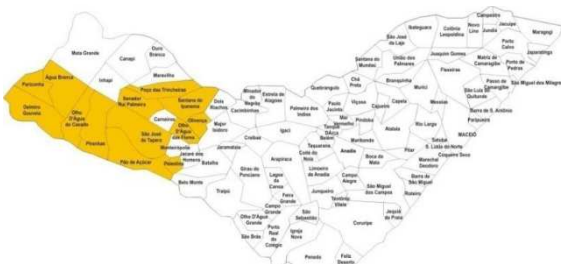 Mata Grande
Canapi
Ouro
Branco
Inhapi
Maravilha
Água Branca
Pariconha
Delmiro
Gouveia
Olho
D'Água
do Casado
Piranhas
Senador
Rui Palmeira
Poço das Trincheiras
Santana do
Ipanema
Carneiros
Olivença
Olho
D'Água
das Flores
São José
da Tapera
Monteirópolis
Pão de Açúcar
Palestina
Jacaré dos
Homens
Dois
Riachos
Major
Isidoro
Cacimbinhas
Minador
do
Negrão
Estrela de
Alagoas
Palmeira dos
Índios
Igaci
Craíbas
Jaramataia
Batalha
Belo Monte
Traipu
Girau do
Ponciano
Arapiraca
Lagoa
da
Canoa
Feira
Grande
Campo
Grande
Olho D'Água
Grande
São Brás
Porto
Real
do
Colégio
Igreja
Nova
São
Sebastião
Penedo
Feliz
Deserto
Coruripe
Junqueiro
Teotônio
Vilela
Limoeiro
de Anadia
Coité do
Nóia
Taquarana
Belém
Tanque
D'Arca
Mar
Vermelho
Paulo
Jacinto
Quebrangulo
Chã
Preta
Viçosa
Pindoba
Maribondo
Anadia
Boca da
Mata
Campo
Alegre
São Miguel
dos Campos
Jequiá
da Praia
Roteiro
Barra de
São Miguel
Marechal
Deodoro
Pilar
Atalaia
Capela
Cajueiro
Santana do
Mundaú
São José
da Laje
Ibateguara
União dos
Palmares
Branquinha
Murici
Messias
Rio Largo
Satuba
S. Luzia do Norte
Coqueiro Seco
MACEIÓ
Paripueira
Barra de S. Antônio
São Luís do
Quitunde
Flexeiras
Joaquim Gomes
Colônia
Leopoldina
Novo
Lino
Campestre
Jacuípe
Jundiá
Matriz de
Camaragibe
Passo de
Camaragibe
São Miguel dos Milagres
Porto de
Pedras
Porto
Calvo
Japaratinga
Maragogi